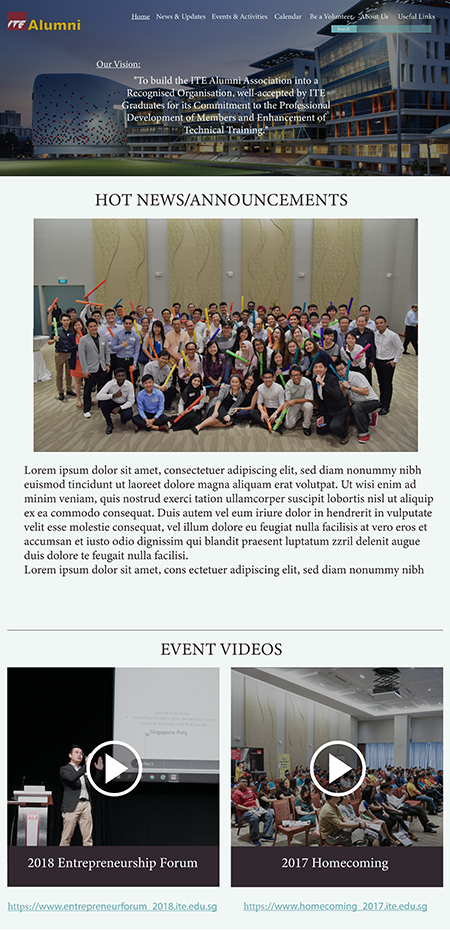 ITE Alumni
Home News & Updates Events & Activities Calendar Be a Volunteer About Us Useful Links
Search
Our Vision:
"To build the ITE Alumni Association into a
Recognised Organisation, well-accepted by ITE
Graduates for its Commitment to the Professional
Development of Members and Enhancement of
Technical Training."
HOT NEWS/ANNOUNCEMENTS
Lorem ipsum dolor sit amet, consectetuer adipiscing elit, sed diam nonummy nibh
euismod tincidunt ut laoreet dolore magna aliquam erat volutpat. Ut wisi enim ad
minim veniam, quis nostrud exerci tation ullamcorper suscipit lobortis nisl ut aliquip
ex ea commodo consequat. Duis autem vel eum iriure dolor in hendrerit in vulputate
velit esse molestie consequat, vel illum dolore eu feugiat nulla facilisis at vero eros et
accumsan et iusto odio dignissim qui blandit praesent luptatum zzril delenit augue
duis dolore te feugait nulla facilisi.
Lorem ipsum dolor sit amet, cons ectetuer adipiscing elit, sed diam nonummy nibh
EVENT VIDEOS
Singapore Poly
2018 Entrepreneurship Forum
2017 Homecoming
https://www.entrepreneurforum_2018.ite.edu.sg
https://www.homecoming_2017.ite.edu.sg